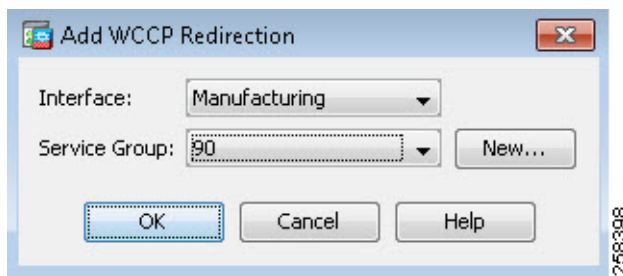 Add WCCP Redirection
Interface: Manufacturing
Service Group: 90 New...
OK Cancel Help
258398